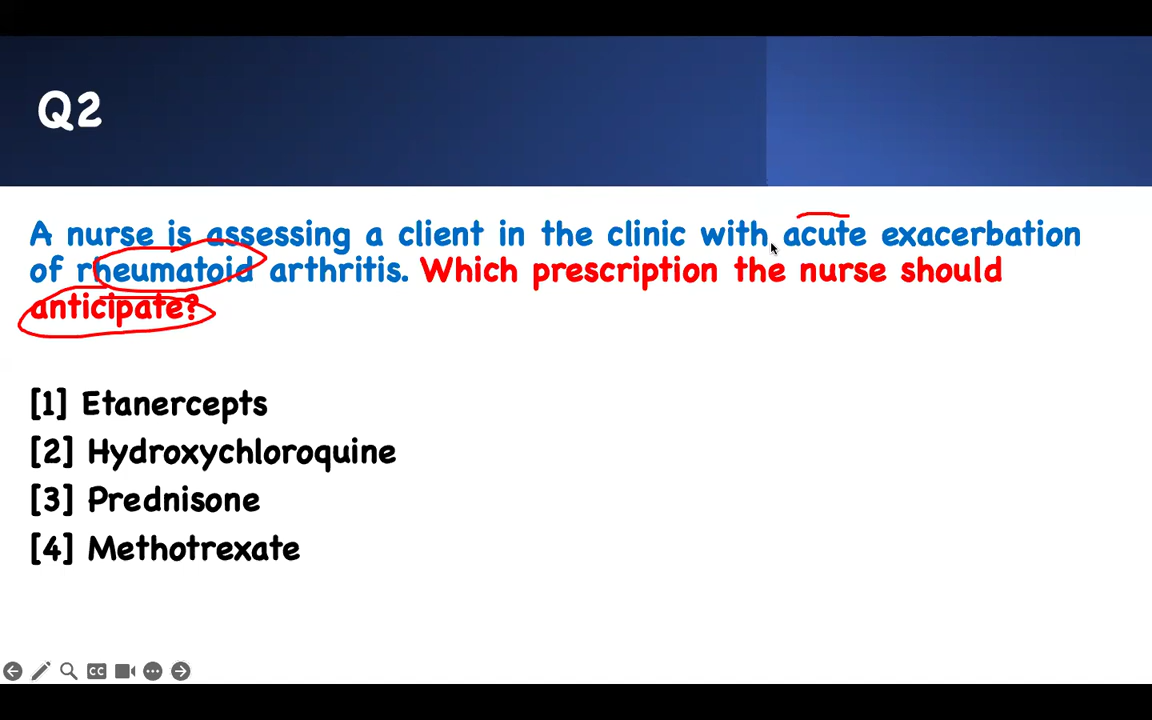 Q2
A nurse is assessing a client in the clinic with acute exacerbation
of rheumatoid arthritis. Which prescription the nurse should
anticipate?
[1] Etanercepts
[2] Hydroxychloroquine
[3] Prednisone
[4] Methotrexate
CC